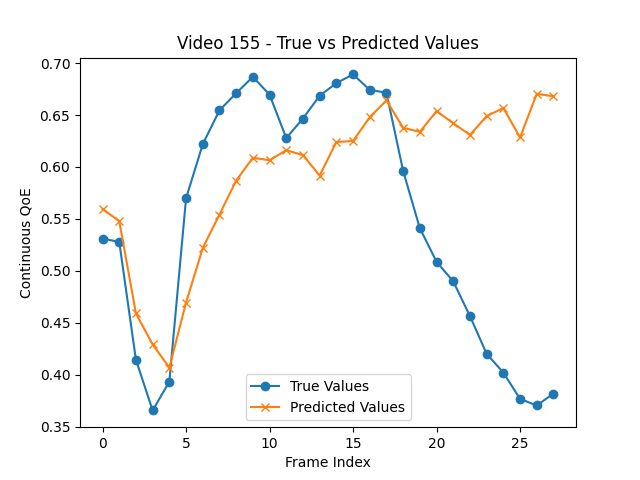 Video 155 - True vs Predicted Values
0.70
0.65
0.60
0.55
0.50
0.45
0.40
0.35
Continuous QoE
0 5 10 15 20 25
Frame Index
True Values
Predicted Values